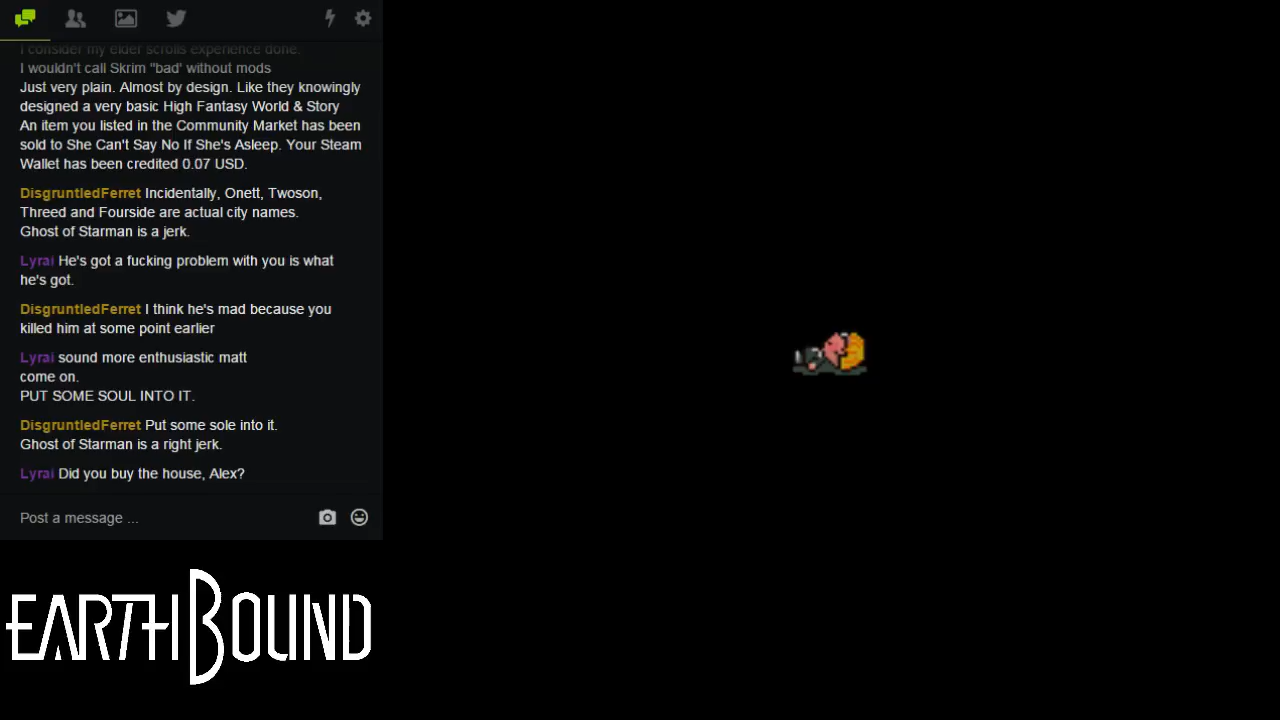 I consider my elder scrolls experience done.
I wouldn't call Skrim "bad' without mods
Just very plain. Almost by design. Like they knowingly
designed a very basic High Fantasy World & Story
An item you listed in the Community Market has been
sold to She Can't Say No If She's Asleep. Your Steam
Wallet has been credited 0.07 USD.
DisgruntledFerret Incidentally, Onett, Twoson,
Threed and Fourside are actual city names.
Ghost of Starman is a jerk.
Lyrai He's got a fucking problem with you is what
he's got.
DisgruntledFerret I think he's mad because you
killed him at some point earlier
Lyrai sound more enthusiastic matt
come on.
PUT SOME SOUL INTO IT.
DisgruntledFerret Put some sole into it.
Ghost of Starman is a right jerk.
Lyrai Did you buy the house, Alex?
Post a message ...
EARTHBOUND